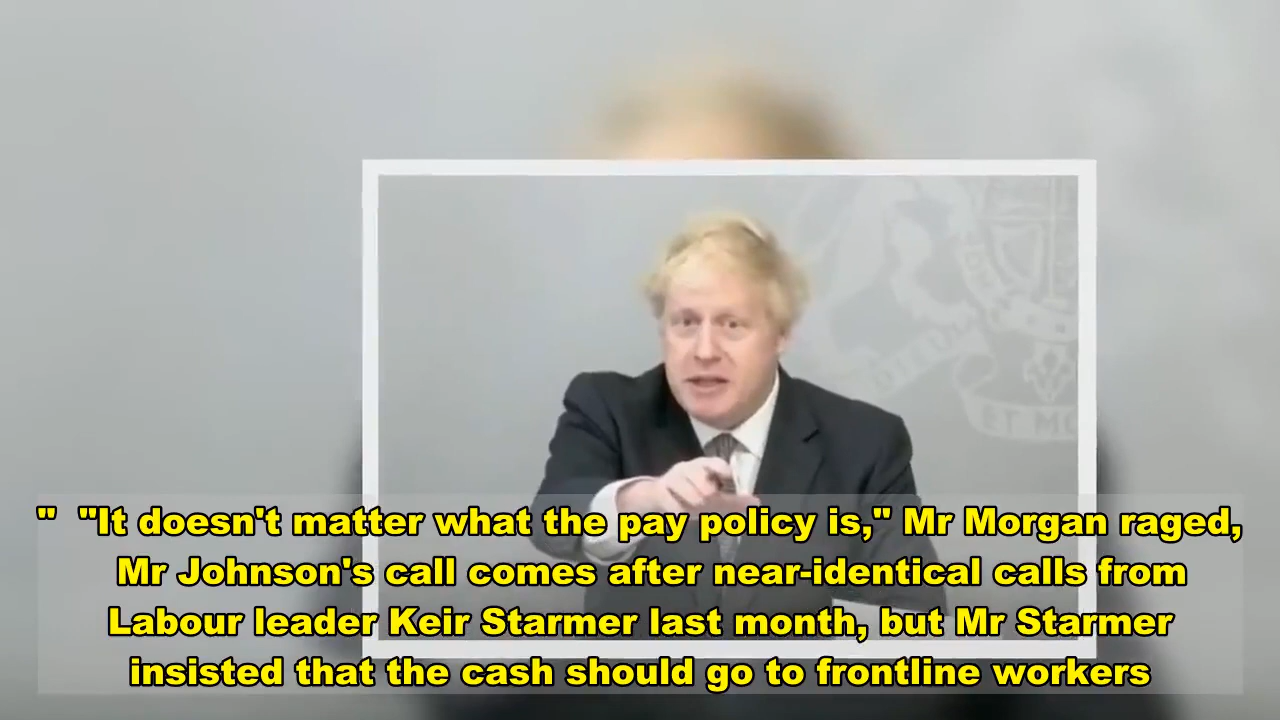 "  "It doesn't matter what the pay policy is," Mr Morgan raged,
Mr Johnson's call comes after near-identical calls from
Labour leader Keir Starmer last month, but Mr Starmer
insisted that the cash should go to frontline workers
ET MO